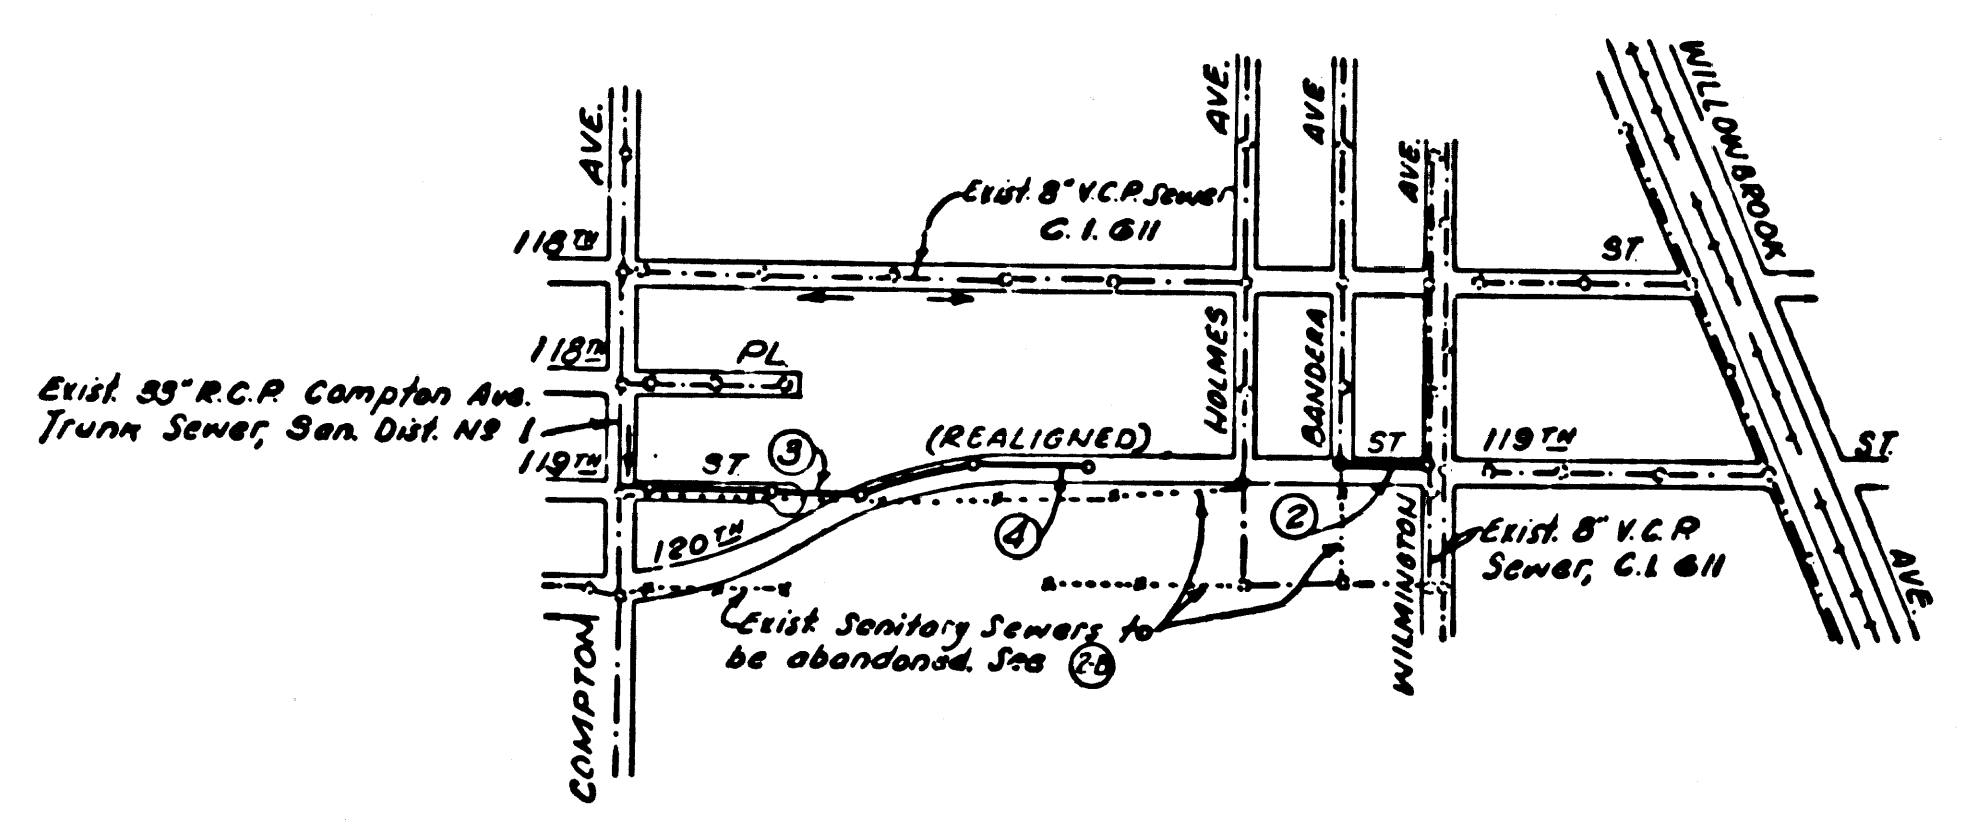 WILLOWBROOK
AVE.
AVE.
AVE
AVE.
Exist. 8" V.C.P. Sewer
C.I. 611
118TH
ST.
118TH
PL.
HOLMES
BANDERA
Exist. 33" R.C.P. Compton Ave.
Trunk Sewer, San. Dist. No 1
119TH
ST.
3
(REALIGNED)
ST
119TH
ST.
120TH
4
2
WILMINGTON
Exist. 8" V.C.P.
Sewer, C.I. 611
AVE.
Exist. Sanitary Sewers to
be abandoned. See 2-B
COMPTON